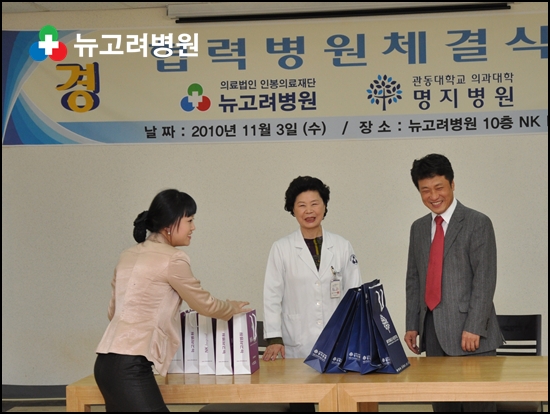 뉴고려병원
경 협력병원체결식
의료법인 인봉의료재단
뉴고려병원
관동대학교 의과대학
명지병원
날짜 : 2010년 11월 3일 (수) / 장소 : 뉴고려병원 10층 NK